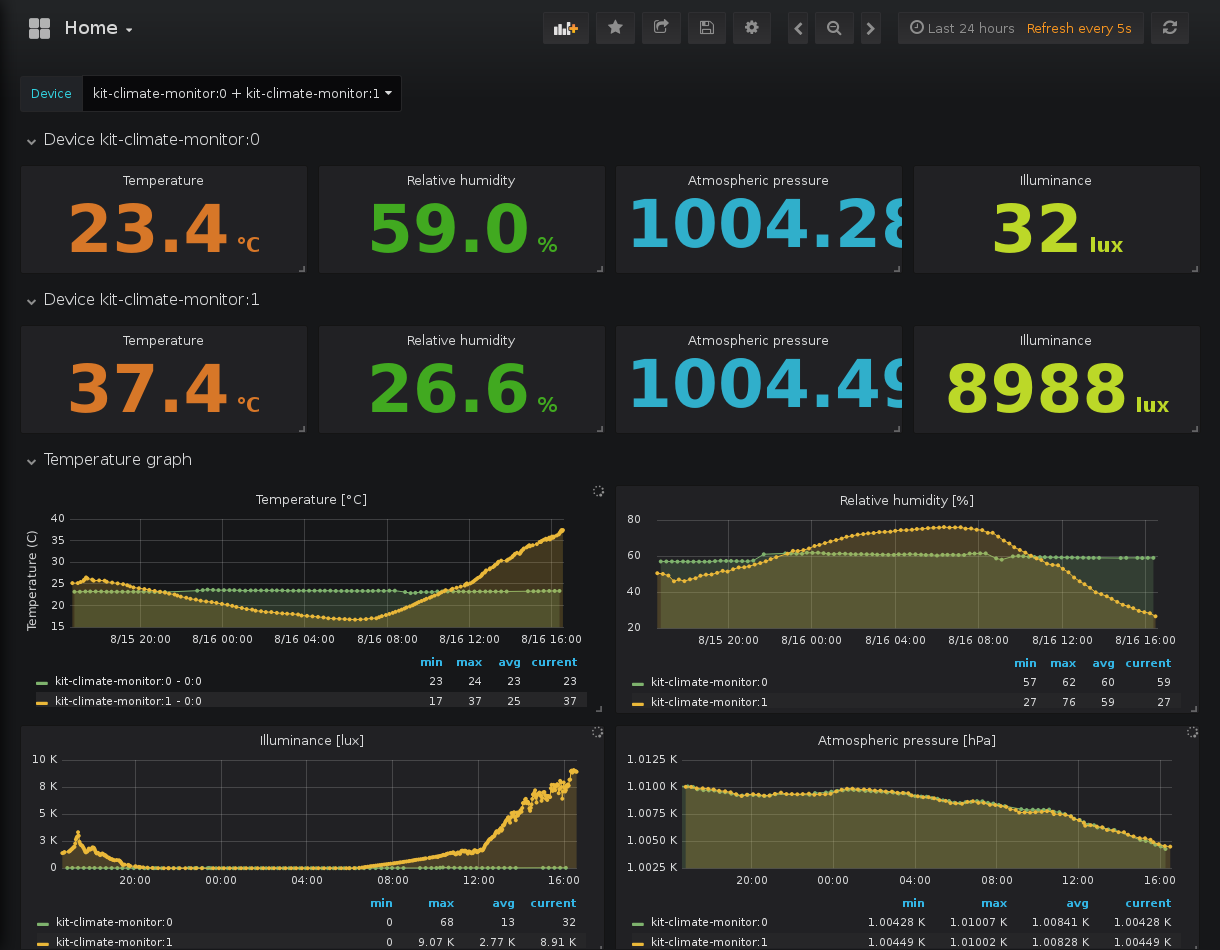 Home
Last 24 hours Refresh every 5s
Device kit-climate-monitor:0 + kit-climate-monitor:1
Device kit-climate-monitor:0
Temperature Relative humidity Atmospheric pressure Illuminance
23.4 °C 59.0 % 1004.28 32 lux
Device kit-climate-monitor:1
Temperature Relative humidity Atmospheric pressure Illuminance
37.4 °C 26.6 % 1004.49 8988 lux
Temperature graph
Temperature [°C]
Temperature (C)
40
35
30
25
20
15
8/15 20:00 8/16 00:00 8/16 04:00 8/16 08:00 8/16 12:00 8/16 16:00
min max avg current
kit-climate-monitor:0 - 0:0 23 24 23 23
kit-climate-monitor:1 - 0:0 17 37 25 37
Relative humidity [%]
80
60
40
20
8/15 20:00 8/16 00:00 8/16 04:00 8/16 08:00 8/16 12:00 8/16 16:00
min max avg current
kit-climate-monitor:0 57 62 60 59
kit-climate-monitor:1 27 76 59 27
Illuminance [lux]
10 K
8 K
5 K
3 K
0
20:00 00:00 04:00 08:00 12:00 16:00
min max avg current
kit-climate-monitor:0 0 68 13 32
kit-climate-monitor:1 0 9.07 K 2.77 K 8.91 K
Atmospheric pressure [hPa]
1.0125 K
1.0100 K
1.0075 K
1.0050 K
1.0025 K
20:00 00:00 04:00 08:00 12:00 16:00
min max avg current
kit-climate-monitor:0 1.00428 K 1.01007 K 1.00841 K 1.00428 K
kit-climate-monitor:1 1.00449 K 1.01002 K 1.00828 K 1.00449 K